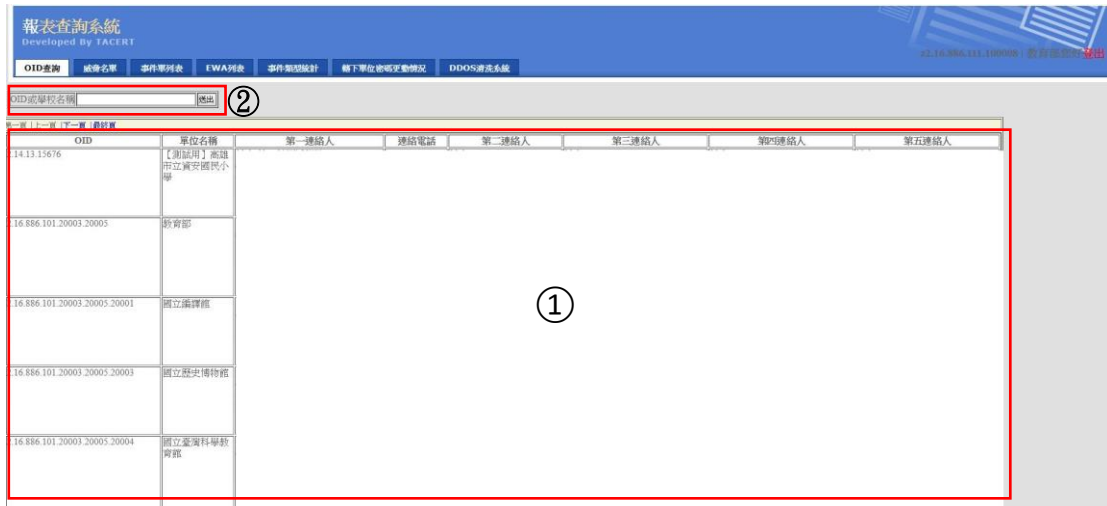 報表查詢系統
Developed By TACERT
教育部您好 登出
OID查詢 威脅名單 事件單列表 EWA列表 事件類型統計 轄下單位密碼更動情況 DDOS清洗系統
OID或學校名稱 送出 ②
第一頁 | 上一頁 | 下一頁 | 最終頁
OID 單位名稱 第一連絡人 連絡電話 第二連絡人 第三連絡人 第四連絡人 第五連絡人
2.14.13.15676 【測試用】高雄
市立資安國民小
學
2.16.886.101.20003.20005 教育部
①
2.16.886.101.20003.20005.20001 國立編譯館
2.16.886.101.20003.20005.20003 國立歷史博物館
2.16.886.101.20003.20005.20004 國立臺灣科學教
育館